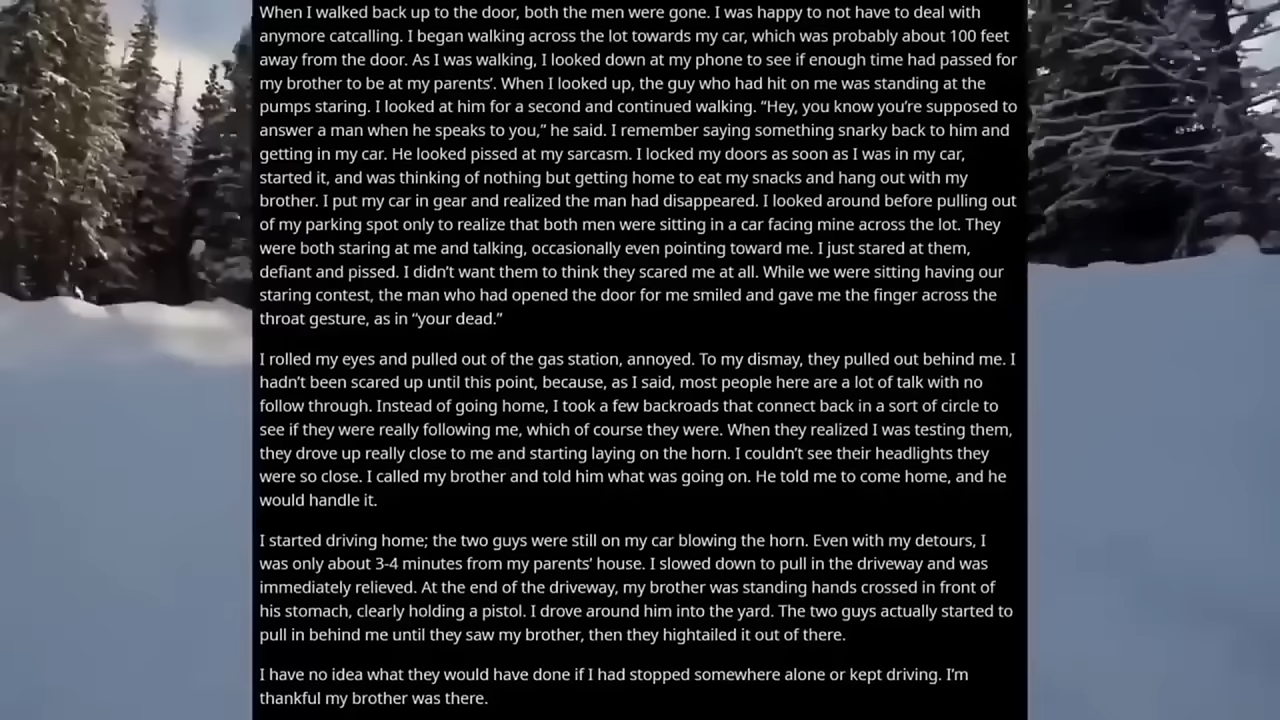 When I walked back up to the door, both the men were gone. I was happy to not have to deal with
anymore catcalling. I began walking across the lot towards my car, which was probably about 100 feet
away from the door. As I was walking, I looked down at my phone to see if enough time had passed for
my brother to be at my parents’. When I looked up, the guy who had hit on me was standing at the
pumps staring. I looked at him for a second and continued walking. “Hey, you know you’re supposed to
answer a man when he speaks to you,” he said. I remember saying something snarky back to him and
getting in my car. He looked pissed at my sarcasm. I locked my doors as soon as I was in my car,
started it, and was thinking of nothing but getting home to eat my snacks and hang out with my
brother. I put my car in gear and realized the man had disappeared. I looked around before pulling out
of my parking spot only to realize that both men were sitting in a car facing mine across the lot. They
were both staring at me and talking, occasionally even pointing toward me. I just stared at them,
defiant and pissed. I didn’t want them to think they scared me at all. While we were sitting having our
staring contest, the man who had opened the door for me smiled and gave me the finger across the
throat gesture, as in “your dead.”
I rolled my eyes and pulled out of the gas station, annoyed. To my dismay, they pulled out behind me. I
hadn’t been scared up until this point, because, as I said, most people here are a lot of talk with no
follow through. Instead of going home, I took a few backroads that connect back in a sort of circle to
see if they were really following me, which of course they were. When they realized I was testing them,
they drove up really close to me and starting laying on the horn. I couldn’t see their headlights they
were so close. I called my brother and told him what was going on. He told me to come home, and he
would handle it.
I started driving home; the two guys were still on my car blowing the horn. Even with my detours, I
was only about 3-4 minutes from my parents’ house. I slowed down to pull in the driveway and was
immediately relieved. At the end of the driveway, my brother was standing hands crossed in front of
his stomach, clearly holding a pistol. I drove around him into the yard. The two guys actually started to
pull in behind me until they saw my brother, then they hightailed it out of there.
I have no idea what they would have done if I had stopped somewhere alone or kept driving. I’m
thankful my brother was there.